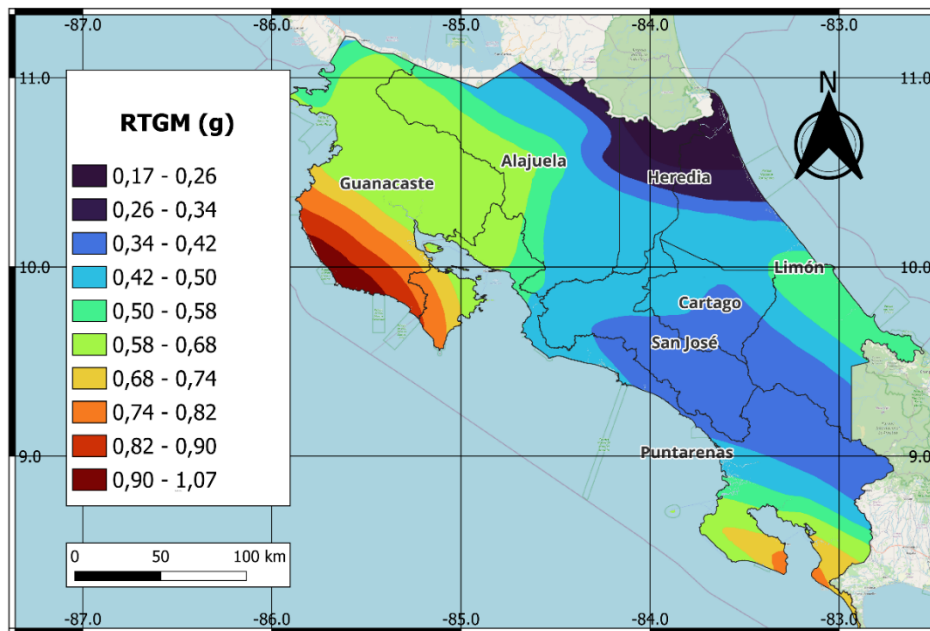 -87.0 -86.0 -85.0 -84.0 -83.0
11.0 11.0
N
RTGM (g)
0,17 - 0,26
0,26 - 0,34
0,34 - 0,42
0,42 - 0,50
0,50 - 0,58
0,58 - 0,68
0,68 - 0,74
0,74 - 0,82
0,82 - 0,90
0,90 - 1,07
Alajuela
Heredia
Guanacaste
10.0 10.0
Limón
Cartago
San José
Puntarenas
9.0 9.0
0 50 100 km
-87.0 -86.0 -85.0 -84.0 -83.0